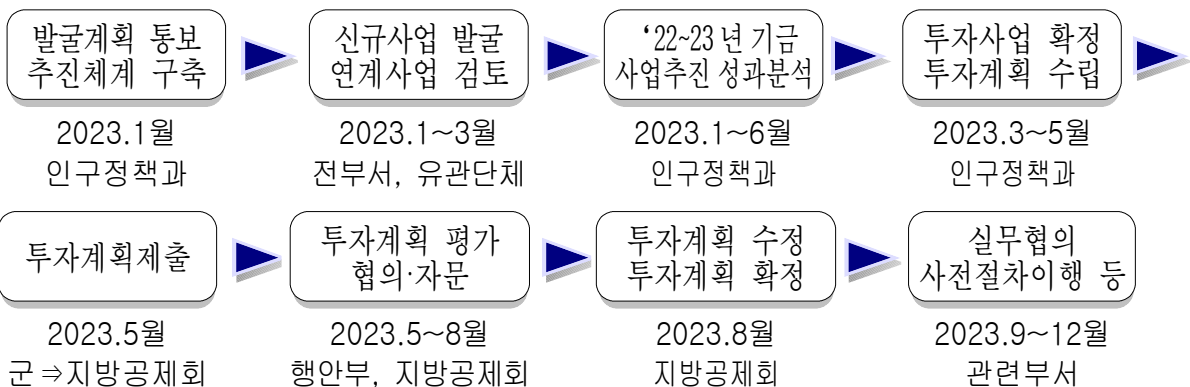 발굴계획 통보
추진체계 구축
신규사업 발굴
연계사업 검토
‘22~23년 기금
사업추진 성과분석
투자사업 확정
투자계획 수립
2023.1월
인구정책과
2023.1~3월
전부서, 유관단체
2023.1~6월
인구정책과
2023.3~5월
인구정책과
투자계획제출
투자계획 평가
협의·자문
투자계획 수정
투자계획 확정
실무협의
사전절차이행 등
2023.5월
군⇒지방공제회
2023.5~8월
행안부, 지방공제회
2023.8월
지방공제회
2023.9~12월
관련부서